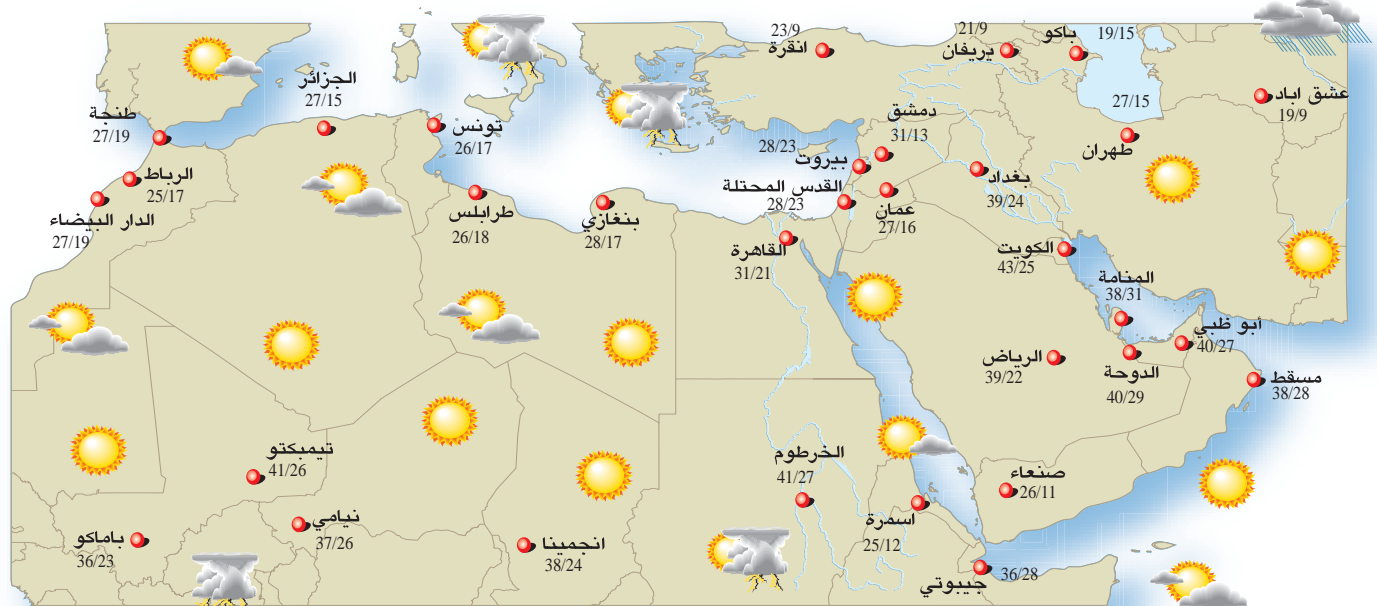 23/9
انقرة
21/9
يريفان
باكو
19/15
عشق اباد
19/9
27/15
طهران
الجزائر
27/15
طنجة
27/19
تونس
26/17
الرباط
25/17
الدار البيضاء
27/19
طرابلس
26/18
بنغازي
28/17
دمشق
31/13
28/23
بيروت
القدس المحتلة
28/23
عمان
27/16
بغداد
39/24
القاهرة
31/21
الكويت
43/25
المنامة
38/31
أبو ظبي
40/27
الرياض
39/22
الدوحة
40/29
مسقط
38/28
تيمبكتو
41/26
الخرطوم
41/27
صنعاء
26/11
اسمرة
25/12
نيامي
37/26
باماكو
36/23
انجمينا
38/24
36/28
جيبوتي